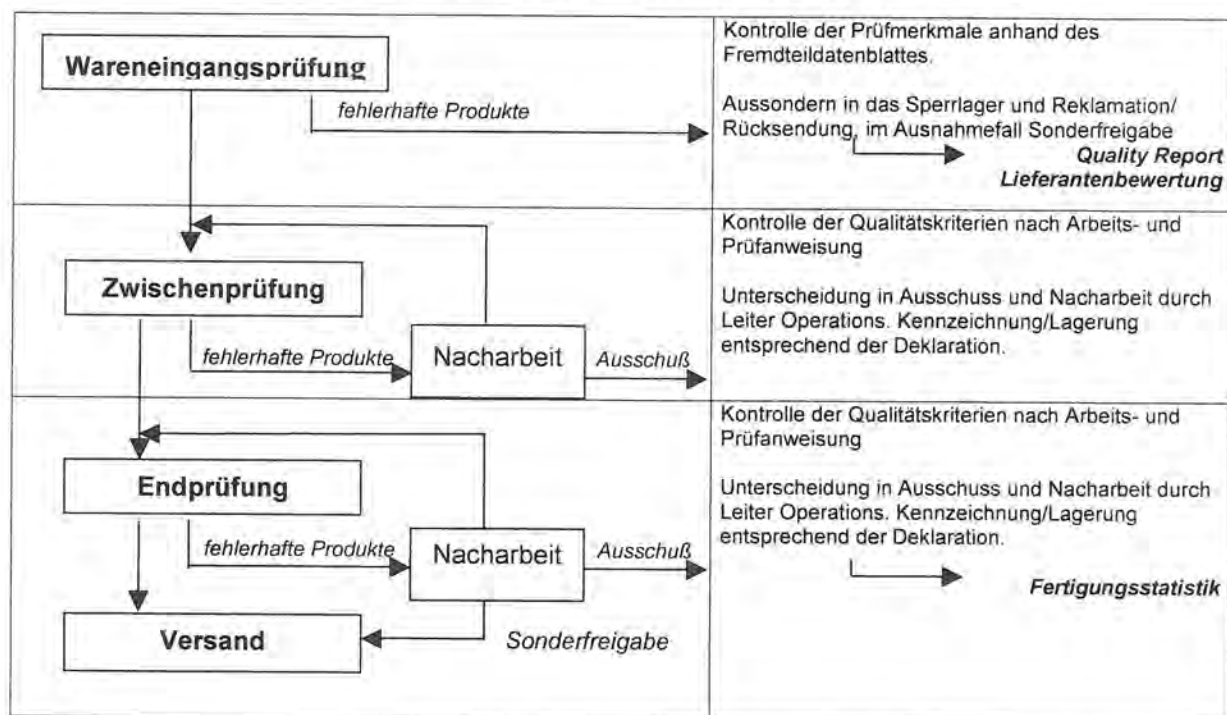 Wareneingangsprüfung
fehlerhafte Produkte
Kontrolle der Prüfmerkmale anhand des
Fremdteildatenblattes.
Aussondern in das Sperrlager und Reklamation/
Rücksendung, im Ausnahmefall Sonderfreigabe
Quality Report
Lieferantenbewertung
Zwischenprüfung
fehlerhafte Produkte
Nacharbeit
Ausschuß
Kontrolle der Qualitätskriterien nach Arbeits- und
Prüfanweisung
Unterscheidung in Ausschuss und Nacharbeit durch
Leiter Operations. Kennzeichnung/Lagerung
entsprechend der Deklaration.
Endprüfung
fehlerhafte Produkte
Nacharbeit
Ausschuß
Versand
Sonderfreigabe
Kontrolle der Qualitätskriterien nach Arbeits- und
Prüfanweisung
Unterscheidung in Ausschuss und Nacharbeit durch
Leiter Operations. Kennzeichnung/Lagerung
entsprechend der Deklaration.
Fertigungsstatistik